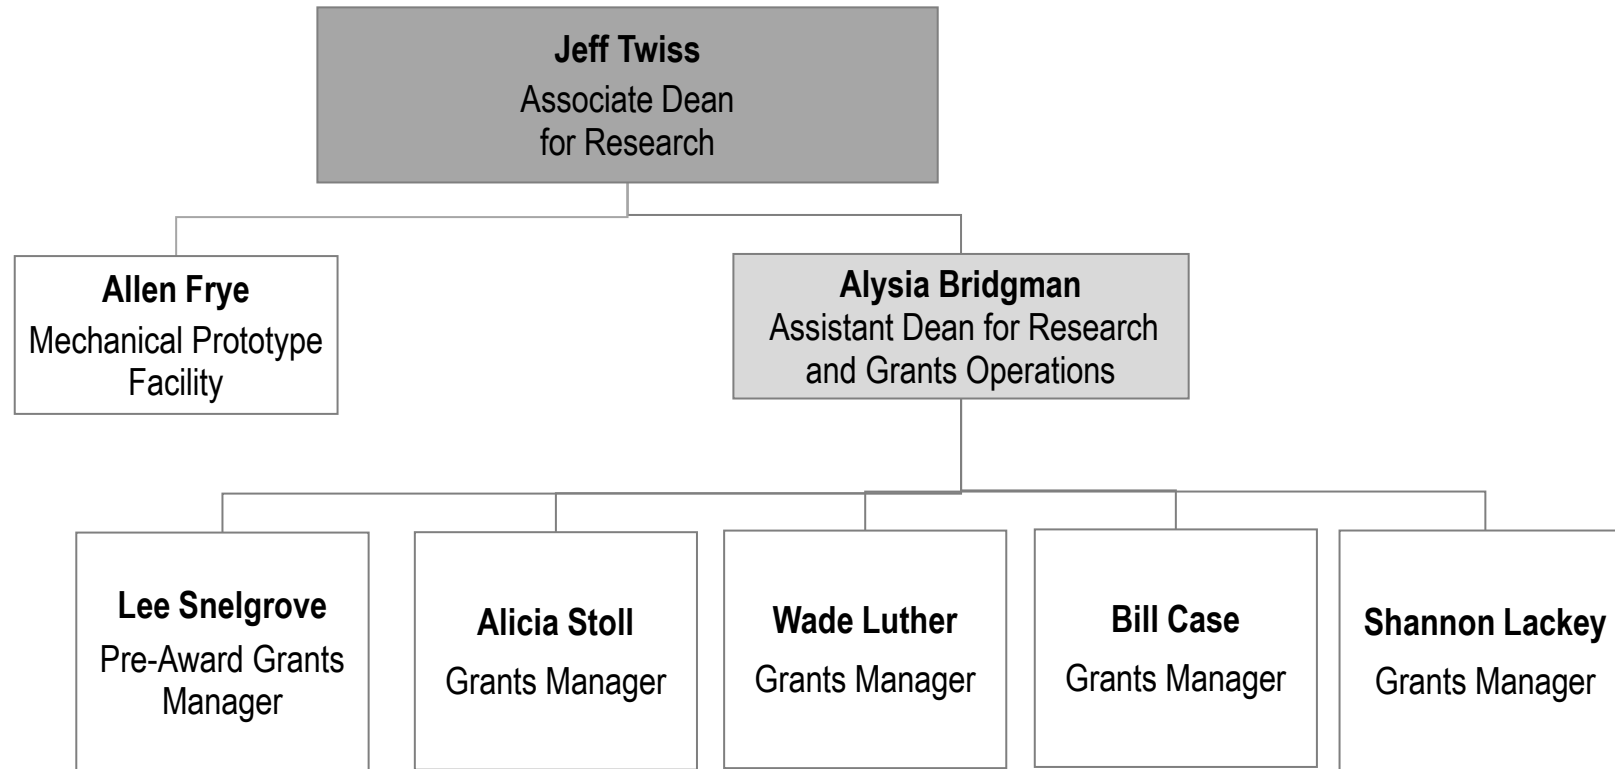 Jeff Twiss
Associate Dean
for Research
Allen Frye
Mechanical Prototype
Facility
Alysia Bridgman
Assistant Dean for Research
and Grants Operations
Lee Snelgrove
Pre-Award Grants
Manager
Alicia Stoll
Grants Manager
Wade Luther
Grants Manager
Bill Case
Grants Manager
Shannon Lackey
Grants Manager